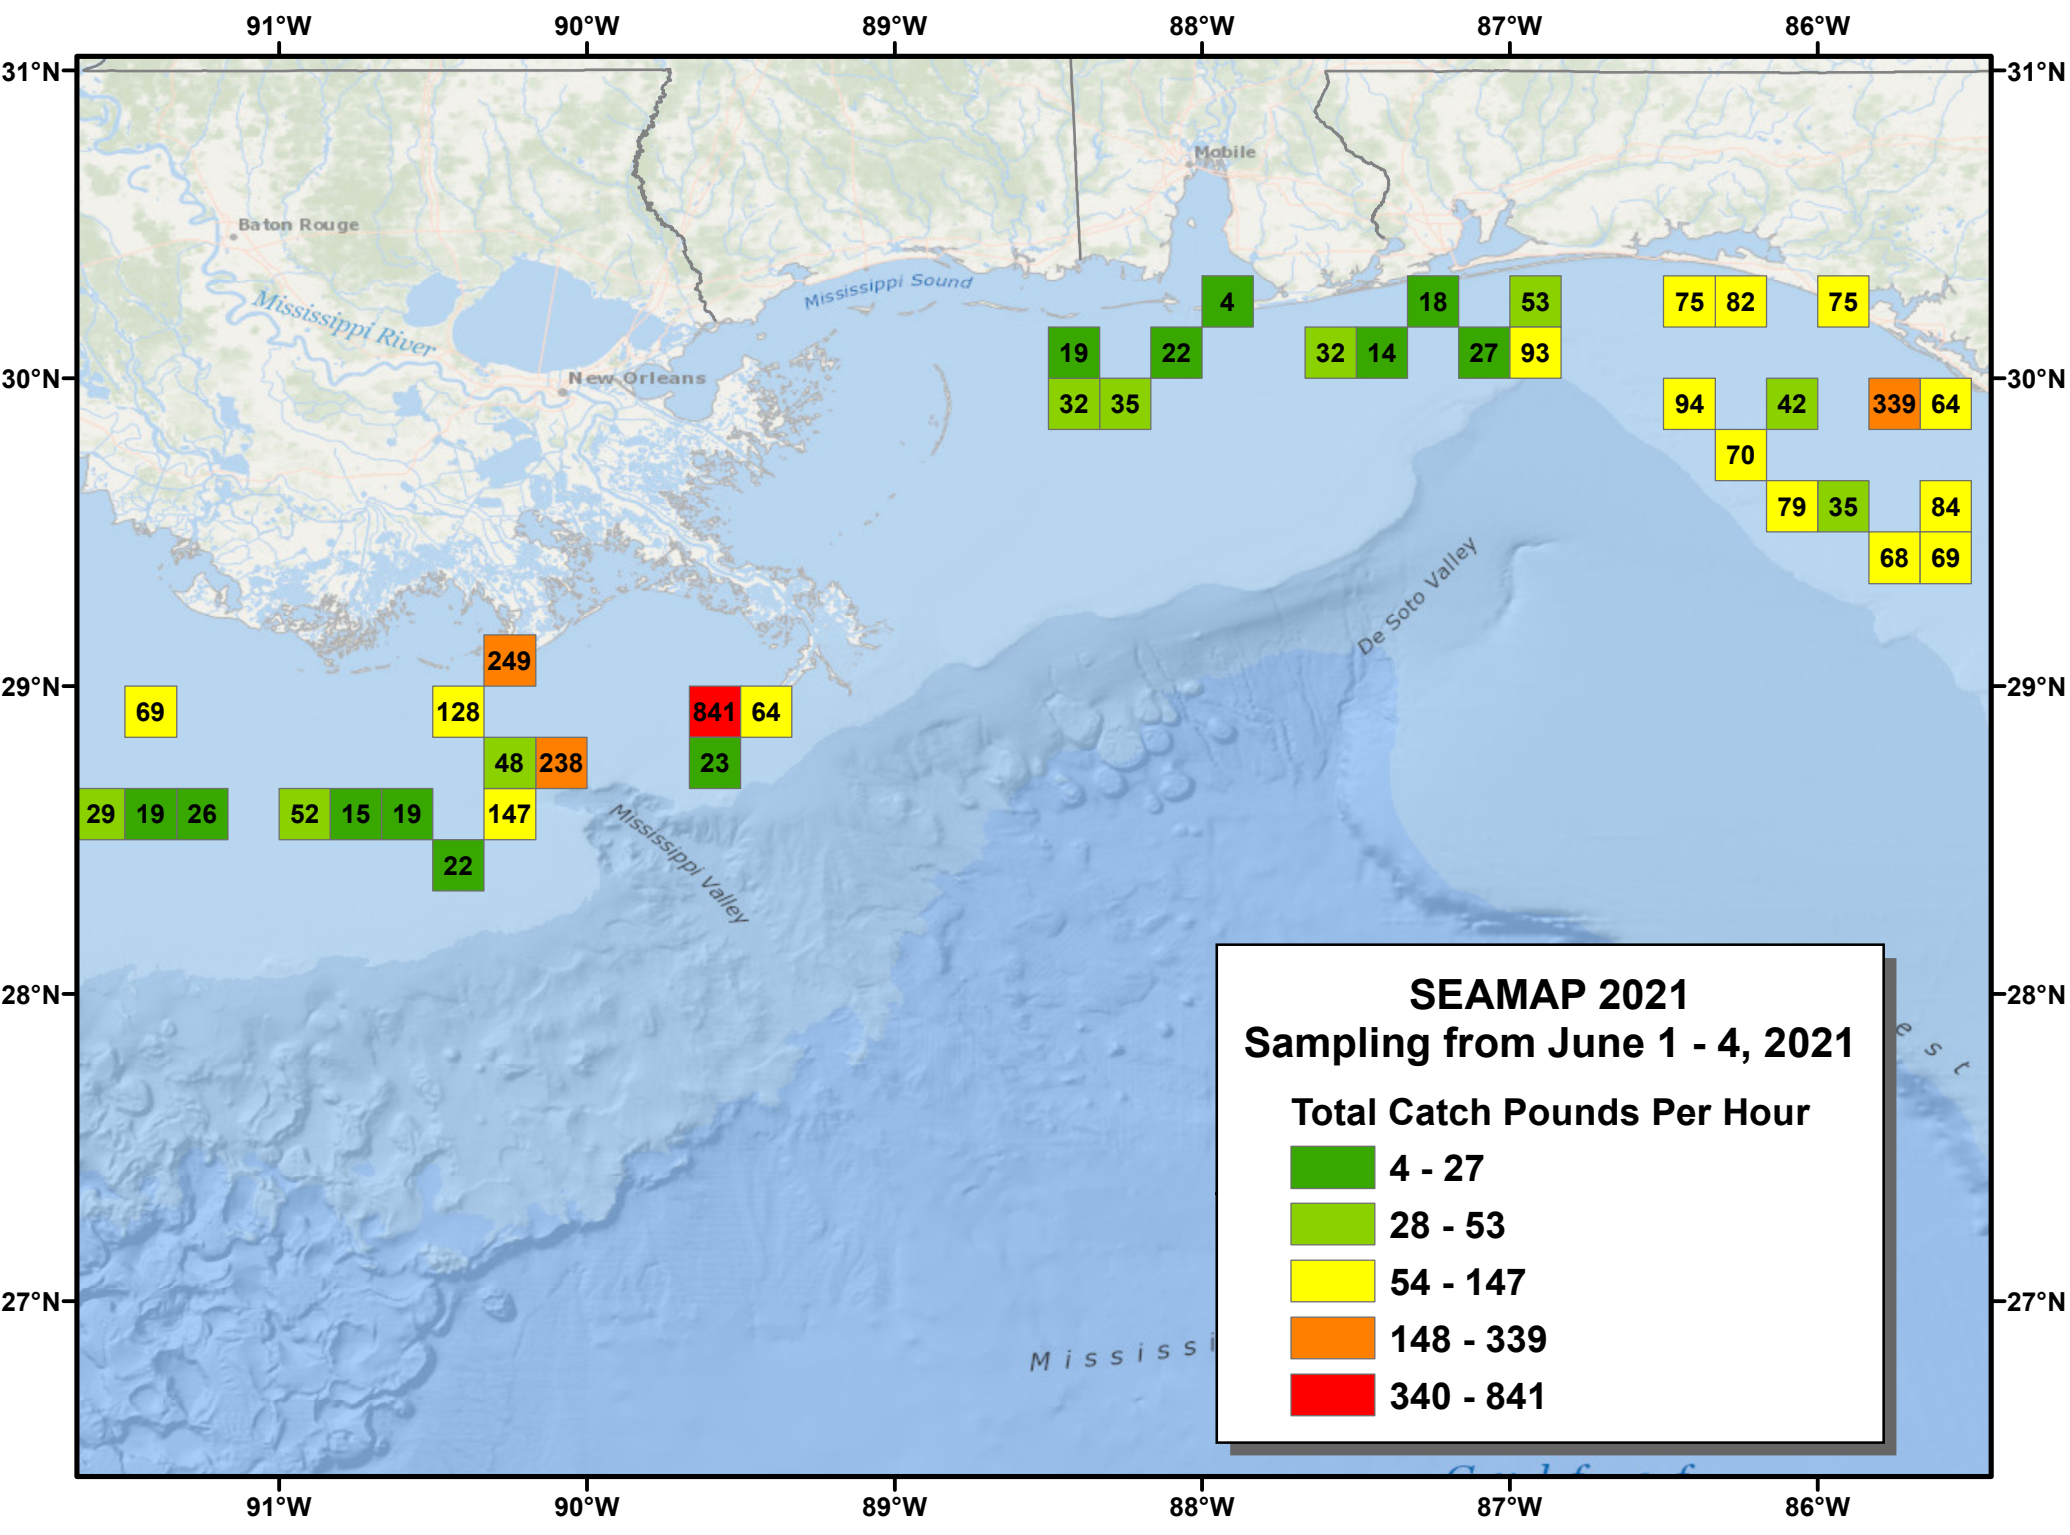 91°W 90°W 89°W 88°W 87°W 86°W
31°N 31°N
Mobile
Baton Rouge
Mississippi River
Mississippi Sound
4 18 53 75 82 75
19 22 32 14 27 93
30°N 30°N
New Orleans
32 35 94 42 339 64
70
79 35 84
68 69
De Soto Valley
249
29°N 29°N
69 128 841 64
48 238 23
29 19 26 52 15 19 147
Mississippi Valley
22
28°N 28°N
SEAMAP 2021
Sampling from June 1 - 4, 2021
e s t
Total Catch Pounds Per Hour
4 - 27
28 - 53
54 - 147
148 - 339
340 - 841
27°N 27°N
Mississi
91°W 90°W 89°W 88°W 87°W 86°W